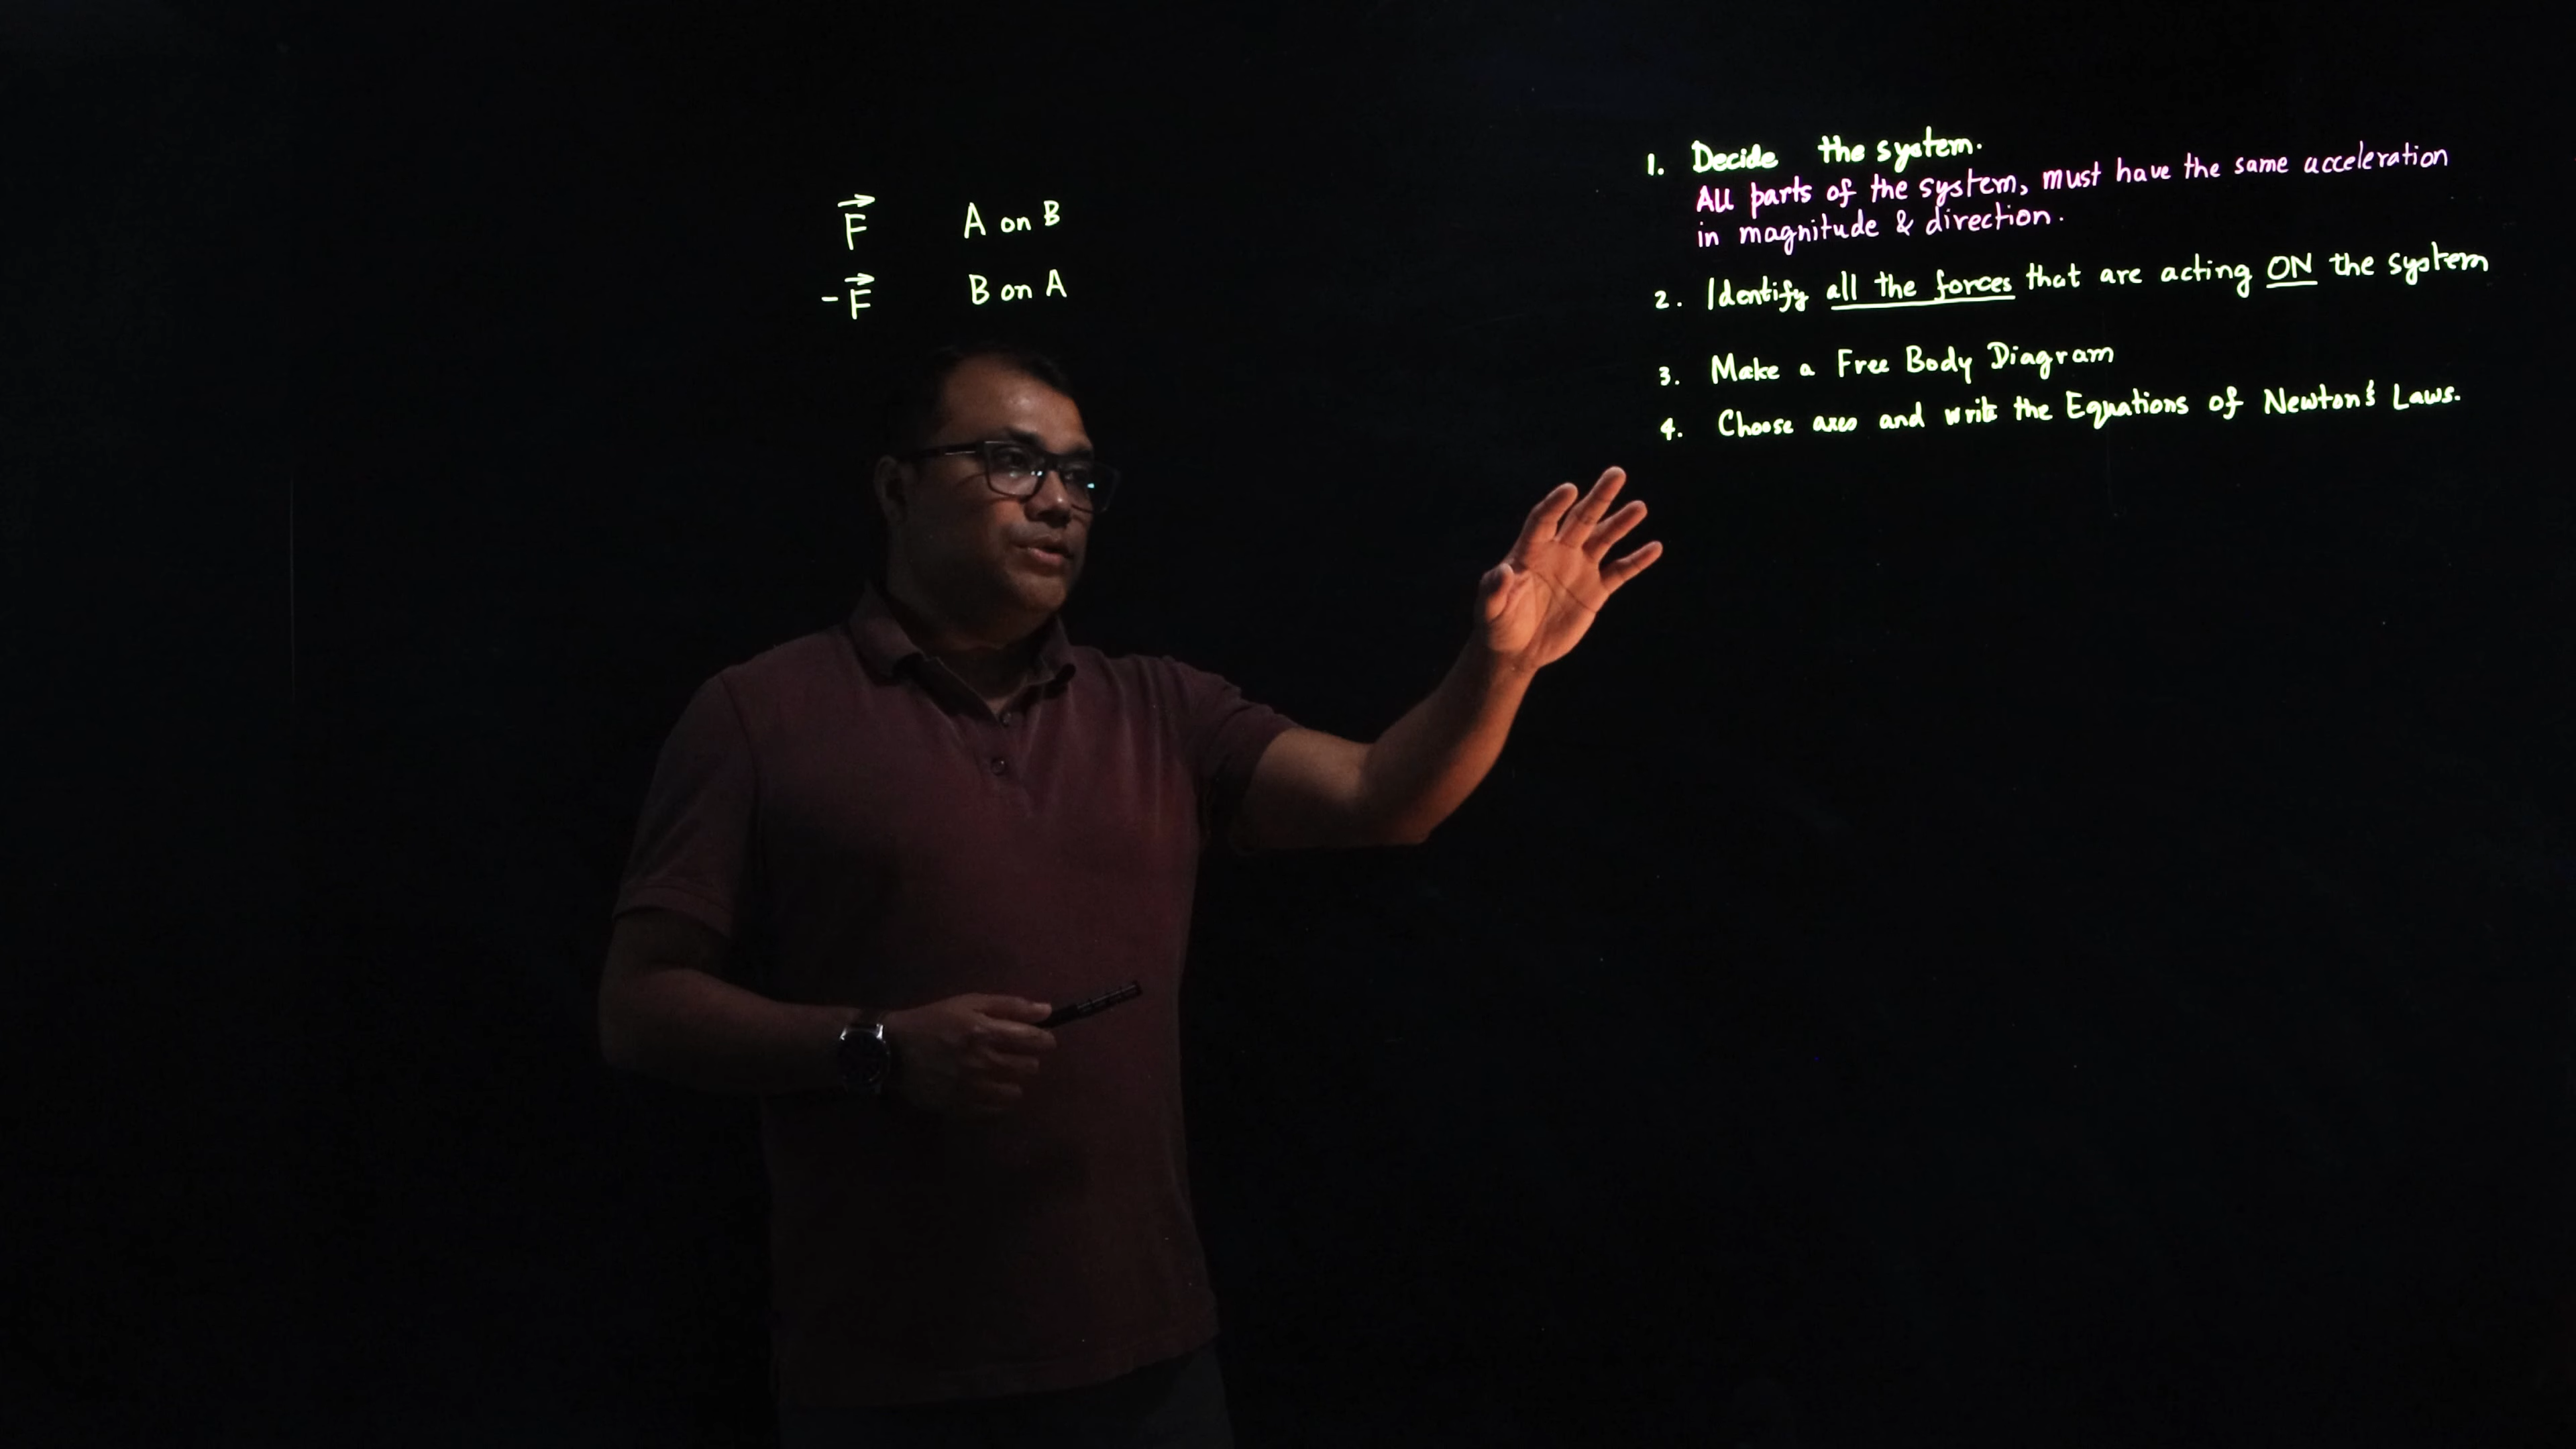 F⃗ A on B
-F⃗ B on A
1. Decide the system.
All parts of the system, must have the same acceleration
in magnitude & direction.
2. Identify all the forces that are acting ON the system
3. Make a Free Body Diagram
4. Choose axes and write the Equations of Newton's Laws.